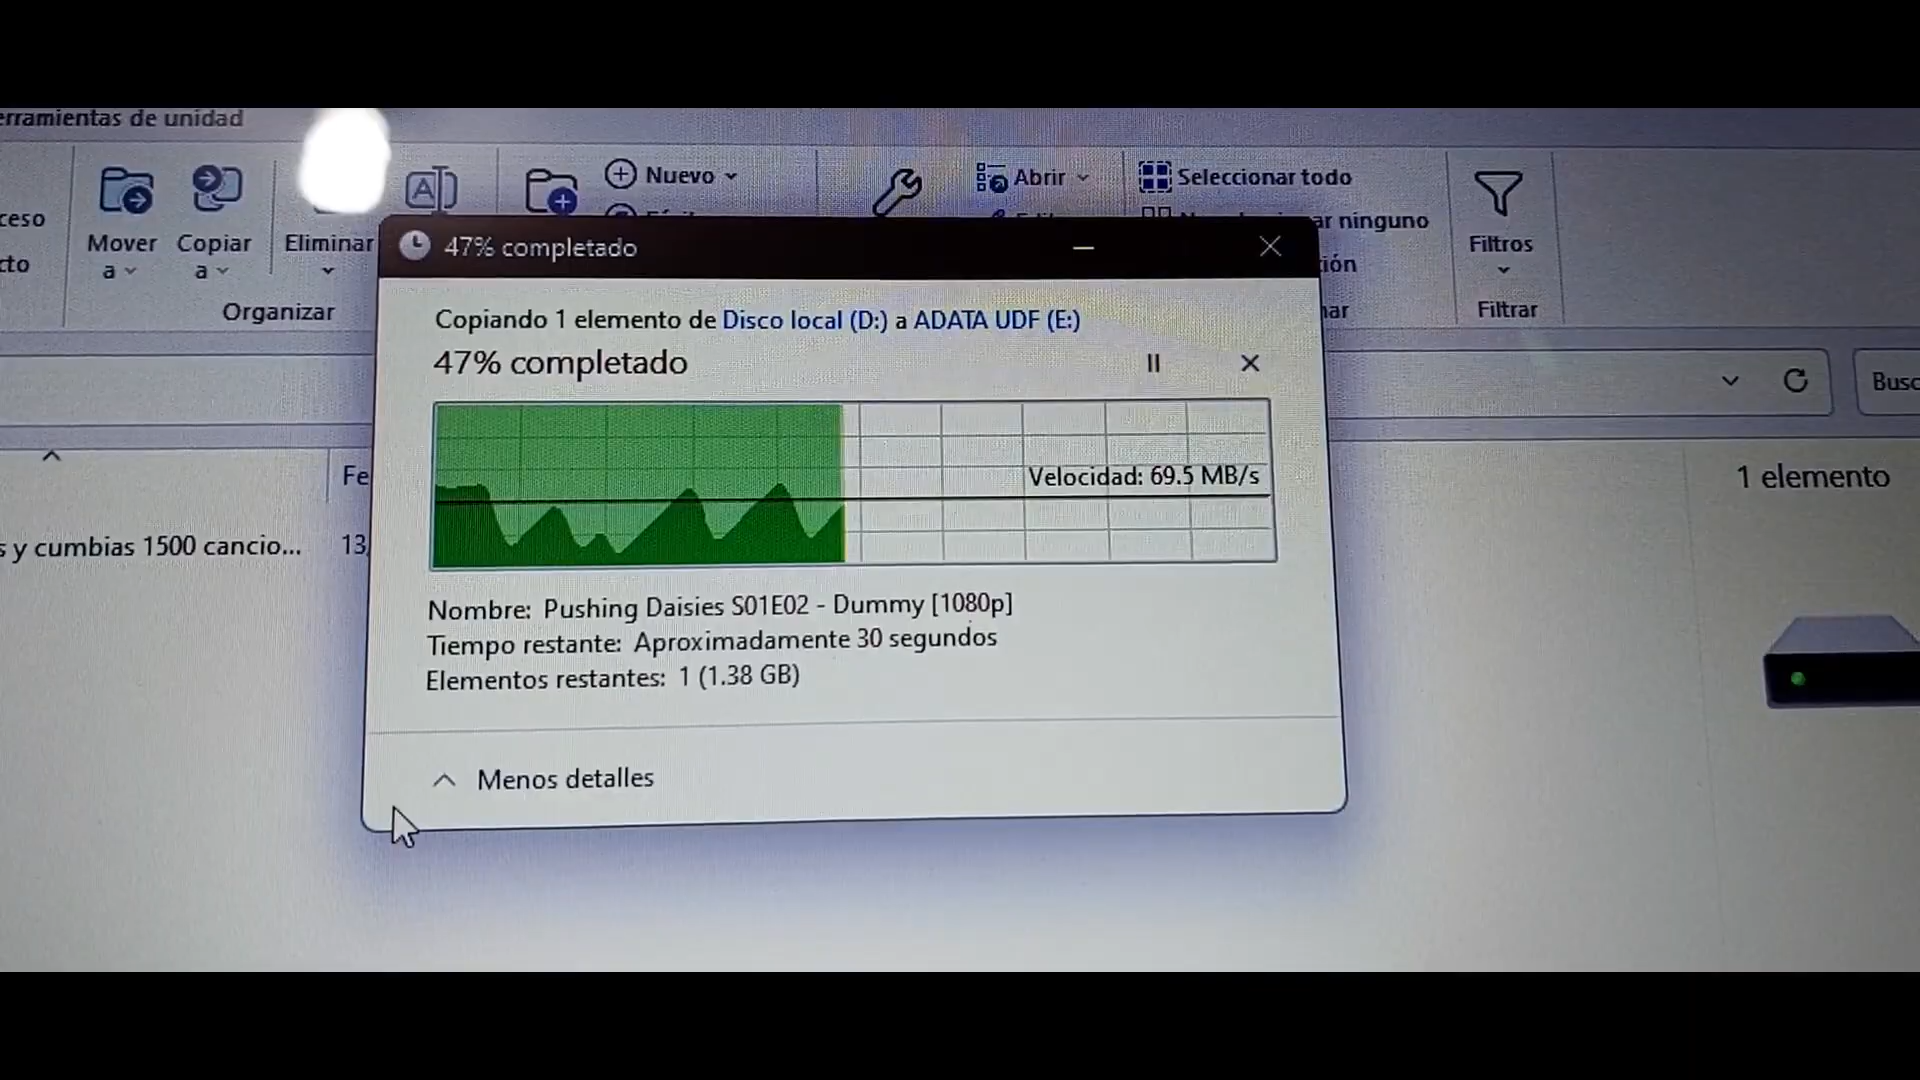 erramientas de unidad
Nuevo
Abrir
Seleccionar todo
ar ninguno
ceso
Mover a
Copiar a
Eliminar
Filtros
cto
ión
Organizar
ar
Filtrar
47% completado
Copiando 1 elemento de Disco local (D:) a ADATA UDF (E:)
47% completado
Busc
Velocidad: 69.5 MB/s
Fe
1 elemento
s y cumbias 1500 cancio...
13,
Nombre: Pushing Daisies S01E02 - Dummy [1080p]
Tiempo restante: Aproximadamente 30 segundos
Elementos restantes: 1 (1.38 GB)
Menos detalles